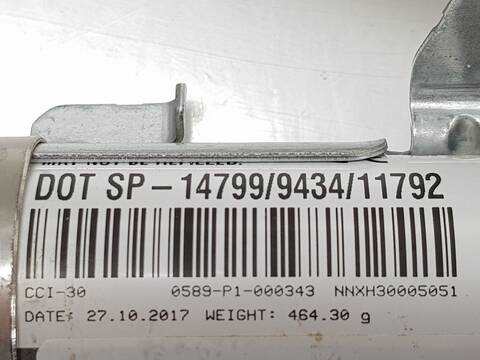 DOT SP-14799/9434/11792
CCI-30 0589-P1-000343 NNXH30005051
DATE: 27.10.2017 WEIGHT: 464.30 g